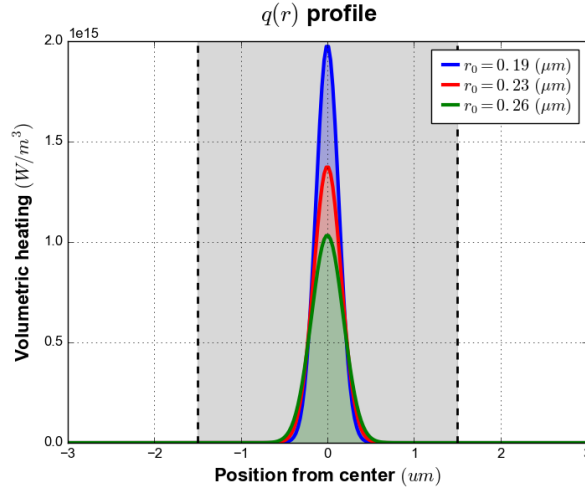 q(r) profile
1e15
2.0
1.5
1.0
0.5
0.0
Volumetric heating (W/m³)
r₀ = 0.19 (μm)
r₀ = 0.23 (μm)
r₀ = 0.26 (μm)
−3 −2 −1 0 1 2 3
Position from center (um)